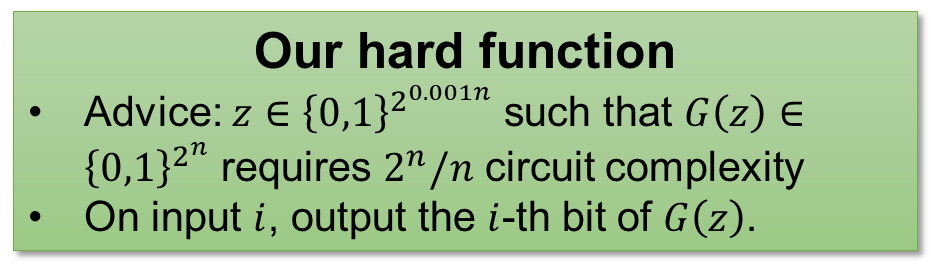 Our hard function
• Advice: 𝑧 ∈ {0,1}^{2^{0.001𝑛}} such that 𝐺(𝑧) ∈
{0,1}^{2^𝑛} requires 2^𝑛/𝑛 circuit complexity
• On input 𝑖, output the 𝑖-th bit of 𝐺(𝑧).